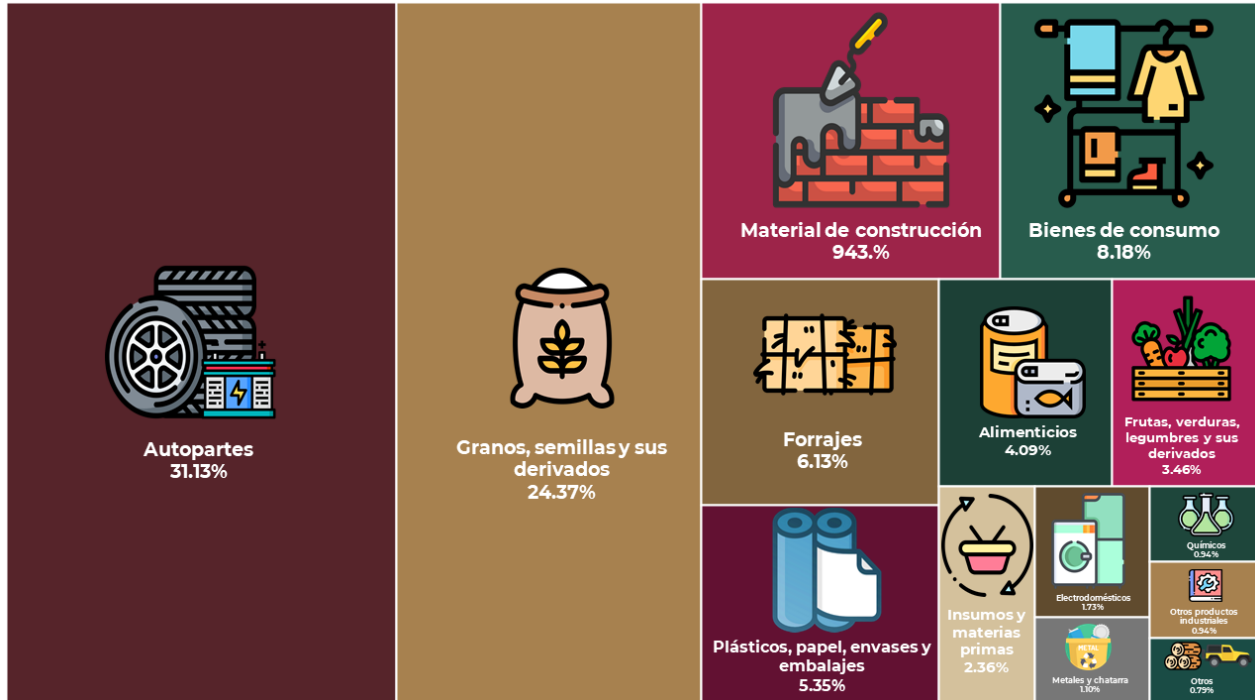 Autopartes
31.13%
Granos, semillas y sus
derivados
24.37%
Material de construcción
943.%
Bienes de consumo
8.18%
Forrajes
6.13%
Alimenticios
4.09%
Frutas, verduras,
legumbres y sus
derivados
3.46%
Plásticos, papel, envases y
embalajes
5.35%
Insumos y
materias
primas
2.36%
Electrodomésticos
1.73%
METAL
Metales y chatarra
1.10%
Químicos
0.94%
Otros productos
industriales
0.94%
Otros
0.79%